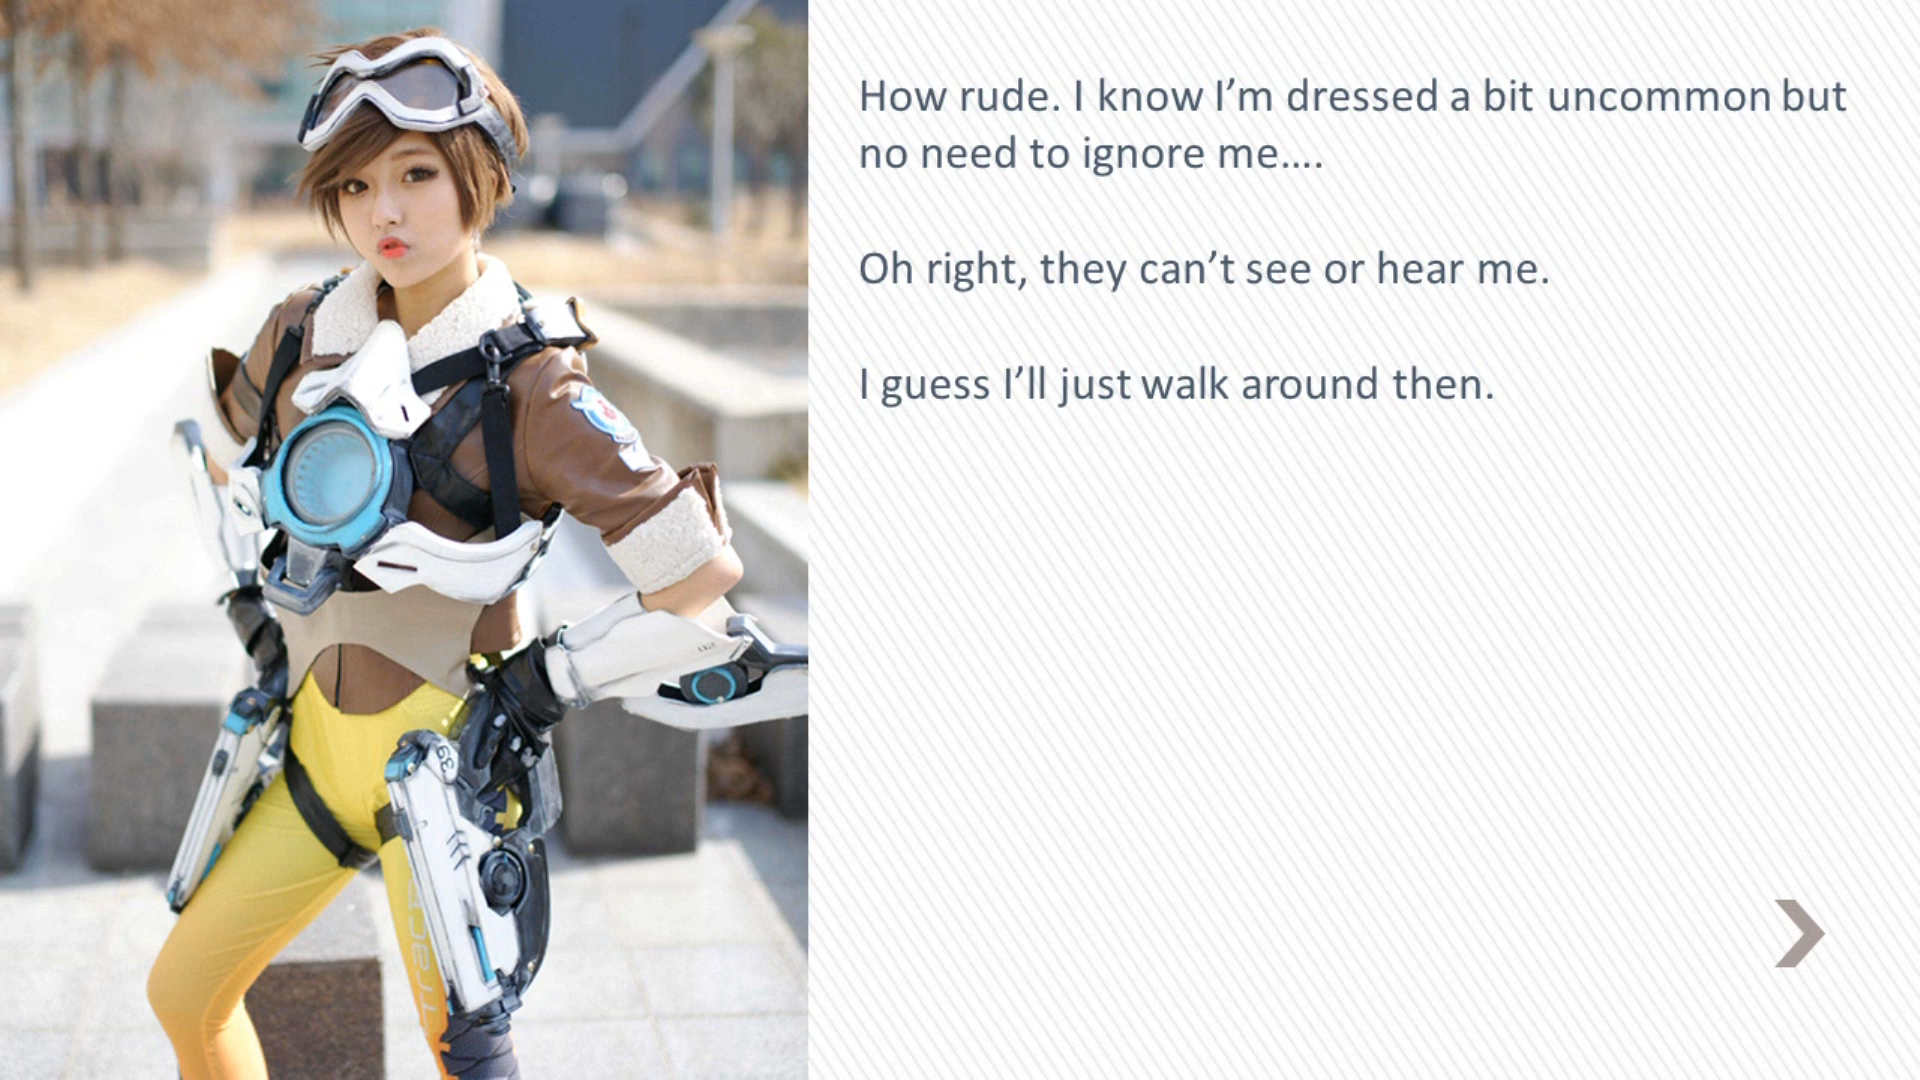 How rude. I know I’m dressed a bit uncommon but
no need to ignore me….
Oh right, they can’t see or hear me.
I guess I’ll just walk around then.